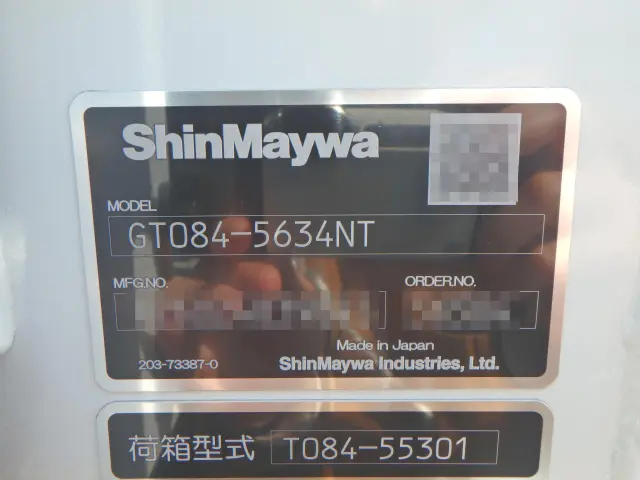 ShinMaywa
MODEL
GT084-5634NT
MFG.NO.
ORDER.NO.
Made in Japan
203-73387-0
ShinMaywa Industries, Ltd.
荷箱型式 T084-55301